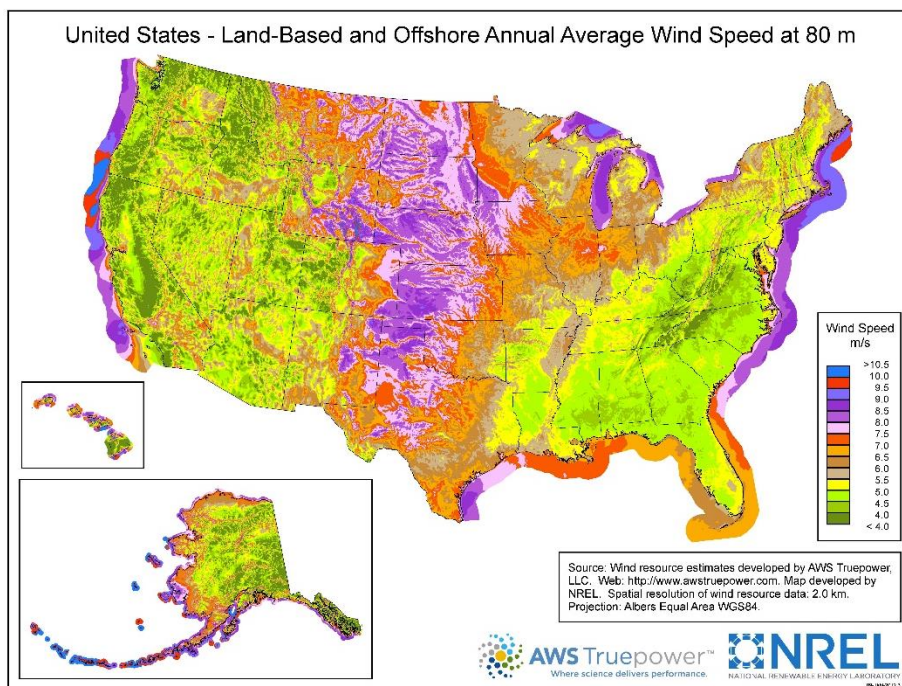 United States - Land-Based and Offshore Annual Average Wind Speed at 80 m
Wind Speed
m/s
>10.5
10.0
9.5
9.0
8.5
8.0
7.5
7.0
6.5
6.0
5.5
5.0
4.5
4.0
< 4.0
Source: Wind resource estimates developed by AWS Truepower,
LLC. Web: http://www.awstruepower.com. Map developed by
NREL. Spatial resolution of wind resource data: 2.0 km.
Projection: Albers Equal Area WGS84.
AWS Truepower™
Where science delivers performance.
NREL
NATIONAL RENEWABLE ENERGY LABORATORY